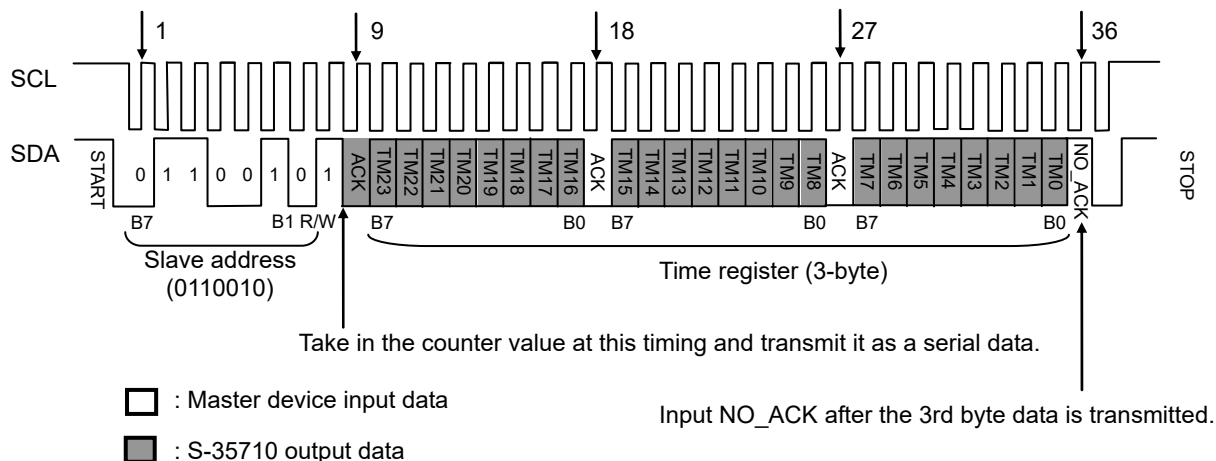 1 9 18 27 36
SCL
SDA
START 0 1 1 0 0 1 0 1 ACK TM23 TM22 TM21 TM20 TM19 TM18 TM17 TM16 ACK TM15 TM14 TM13 TM12 TM11 TM10 TM9 TM8 ACK TM7 TM6 TM5 TM4 TM3 TM2 TM1 TM0 NO_ACK STOP
B7 B1 R/W B7 B0 B7 B0 B7 B0
Slave address
(0110010)
Time register (3-byte)
Take in the counter value at this timing and transmit it as a serial data.
: Master device input data
Input NO_ACK after the 3rd byte data is transmitted.
: S-35710 output data